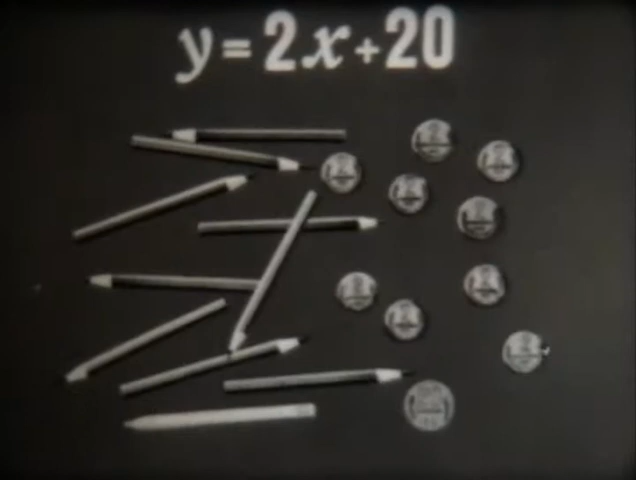 y = 2x + 20